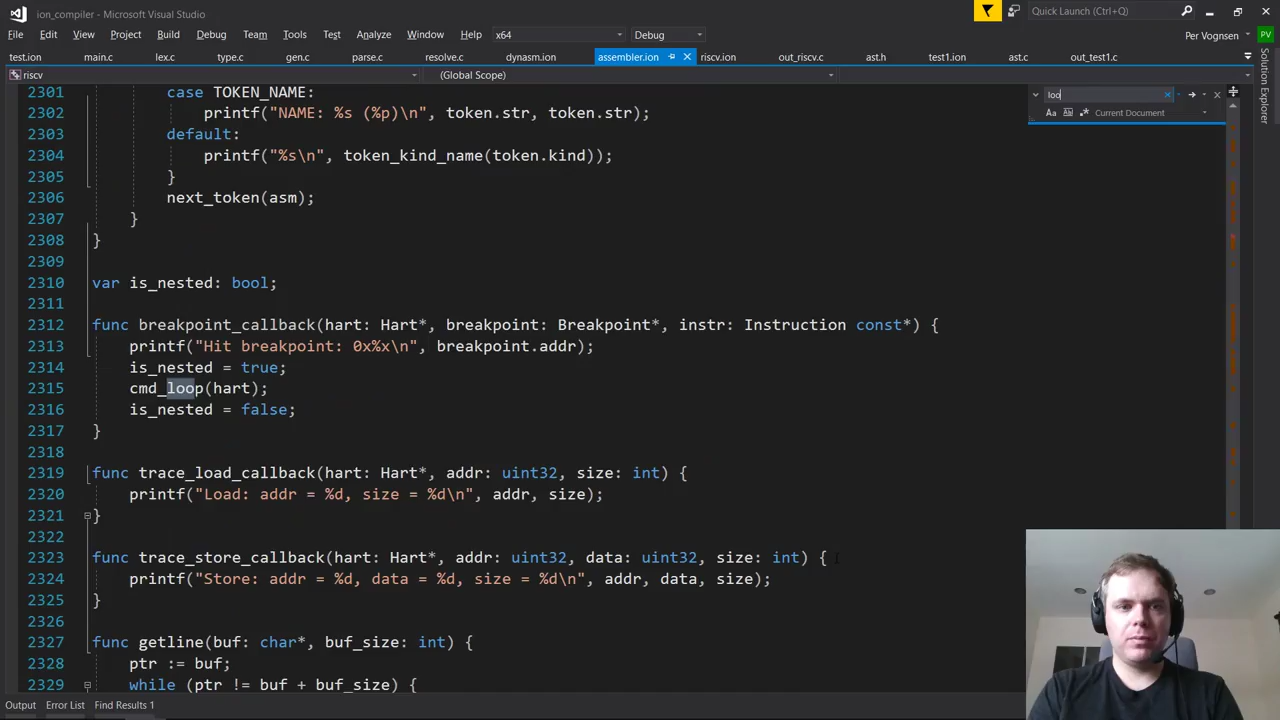 ion_compiler - Microsoft Visual Studio
Quick Launch (Ctrl+Q)
File Edit View Project Build Debug Team Tools Test Analyze Window Help x64 Debug
Per Vognsen PV
test.ion main.c lex.c type.c gen.c parse.c resolve.c dynasm.ion assembler.ion riscv.ion out_riscv.c ast.h test1.ion ast.c out_test1.c
riscv (Global Scope)
Solution Explorer
loo
Current Document
2301 case TOKEN_NAME:
2302 printf("NAME: %s (%p)\n", token.str, token.str);
2303 default:
2304 printf("%s\n", token_kind_name(token.kind));
2305 }
2306 next_token(asm);
2307 }
2308 }
2309
2310 var is_nested: bool;
2311
2312 func breakpoint_callback(hart: Hart*, breakpoint: Breakpoint*, instr: Instruction const*) {
2313 printf("Hit breakpoint: 0x%x\n", breakpoint.addr);
2314 is_nested = true;
2315 cmd_loop(hart);
2316 is_nested = false;
2317 }
2318
2319 func trace_load_callback(hart: Hart*, addr: uint32, size: int) {
2320 printf("Load: addr = %d, size = %d\n", addr, size);
2321 }
2322
2323 func trace_store_callback(hart: Hart*, addr: uint32, data: uint32, size: int) {
2324 printf("Store: addr = %d, data = %d, size = %d\n", addr, data, size);
2325 }
2326
2327 func getline(buf: char*, buf_size: int) {
2328 ptr := buf;
2329 while (ptr != buf + buf_size) {
Output Error List Find Results 1